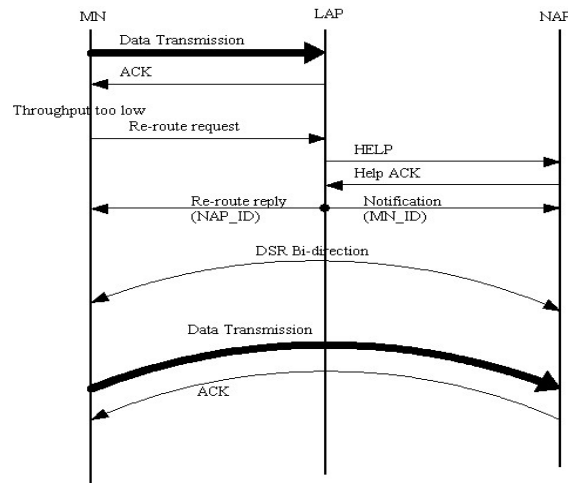 MN
LAP
NAP
Data Transmission
ACK
Throughput too low
Re-route request
HELP
Help ACK
Re-route reply
(NAP_ID)
Notification
(MN_ID)
DSR Bi-direction
Data Transmission
ACK